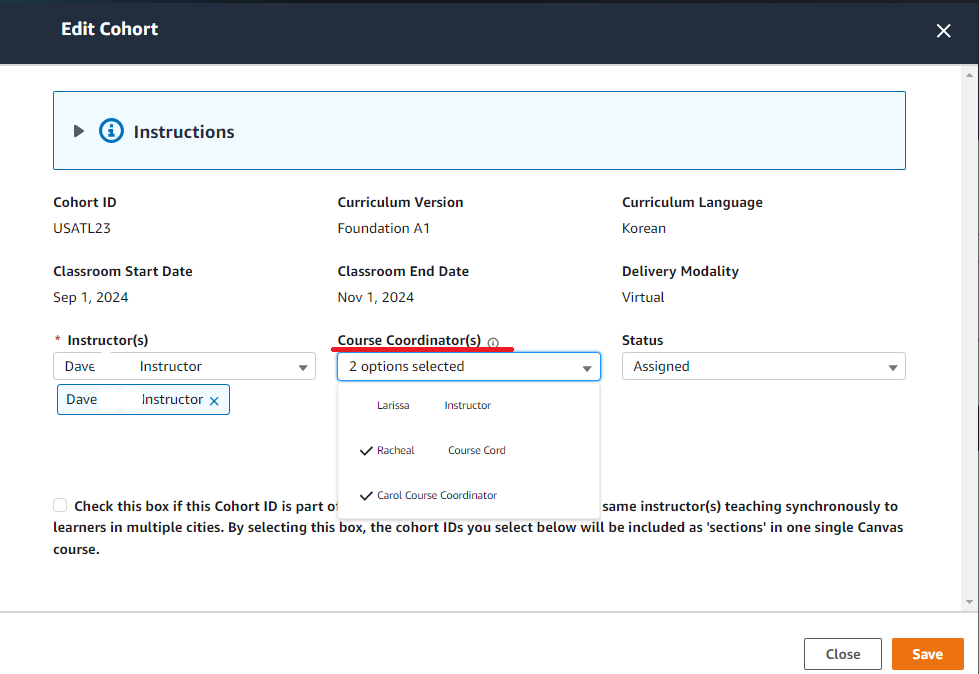 Edit Cohort
Instructions
Cohort ID
Curriculum Version
Curriculum Language
USATL23
Foundation A1
Korean
Classroom Start Date
Classroom End Date
Delivery Modality
Sep 1, 2024
Nov 1, 2024
Virtual
* Instructor(s)
Course Coordinator(s)
Status
Dave Instructor
2 options selected
Assigned
Dave Instructor
Larissa Instructor
Racheal Course Cord
Carol Course Coordinator
Check this box if this Cohort ID is part of same instructor(s) teaching synchronously to
learners in multiple cities. By selecting this box, the cohort IDs you select below will be included as 'sections' in one single Canvas
course.
Close
Save